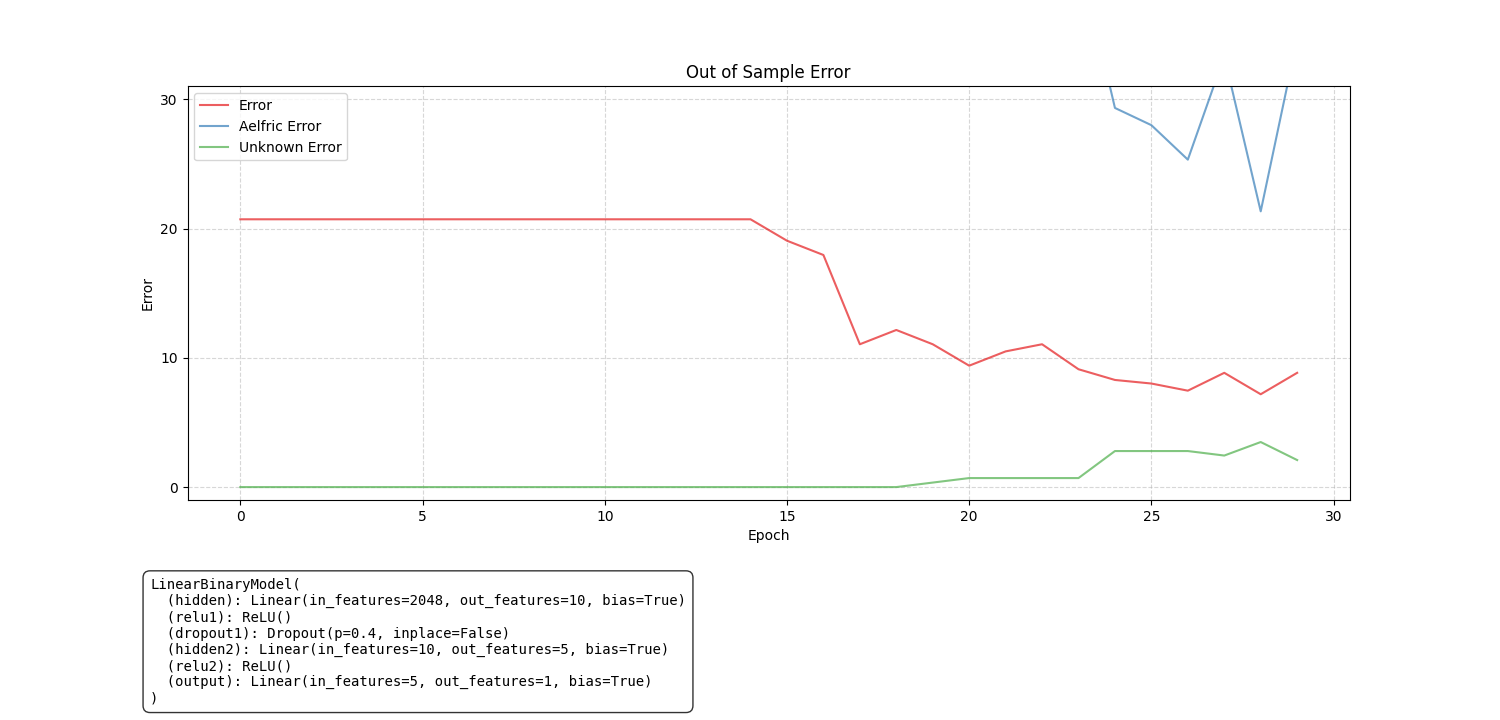 Out of Sample Error
30
20
10
0
Error
Error
Aelfric Error
Unknown Error
0 5 10 15 20 25 30
Epoch
LinearBinaryModel(
  (hidden): Linear(in_features=2048, out_features=10, bias=True)
  (relu1): ReLU()
  (dropout1): Dropout(p=0.4, inplace=False)
  (hidden2): Linear(in_features=10, out_features=5, bias=True)
  (relu2): ReLU()
  (output): Linear(in_features=5, out_features=1, bias=True)
)